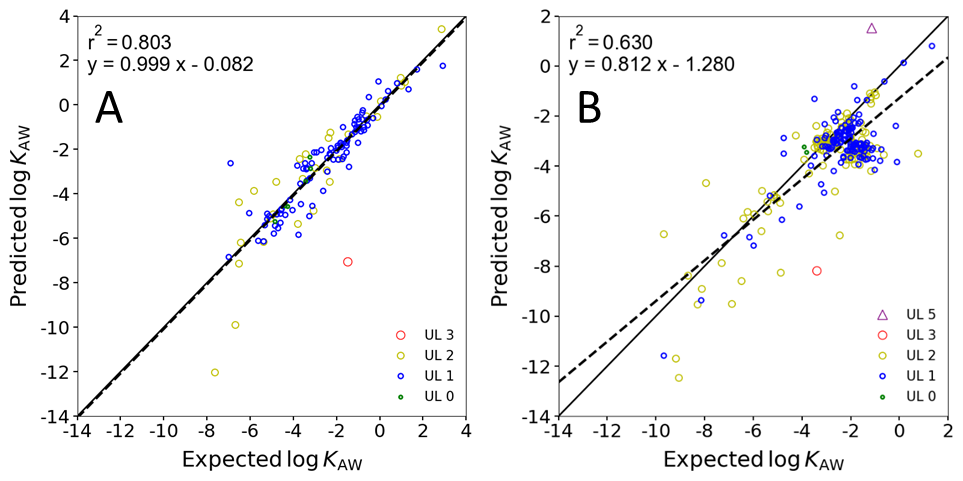 r² = 0.803
y = 0.999 x - 0.082
A
4
2
0
-2
-4
-6
-8
-10
-12
-14
Predicted log K_AW
UL 3
UL 2
UL 1
UL 0
-14 -12 -10 -8 -6 -4 -2 0 2 4
Expected log K_AW
r² = 0.630
y = 0.812 x - 1.280
B
2
0
-2
-4
-6
-8
-10
-12
-14
Predicted log K_AW
UL 5
UL 3
UL 2
UL 1
UL 0
-14 -12 -10 -8 -6 -4 -2 0 2
Expected log K_AW